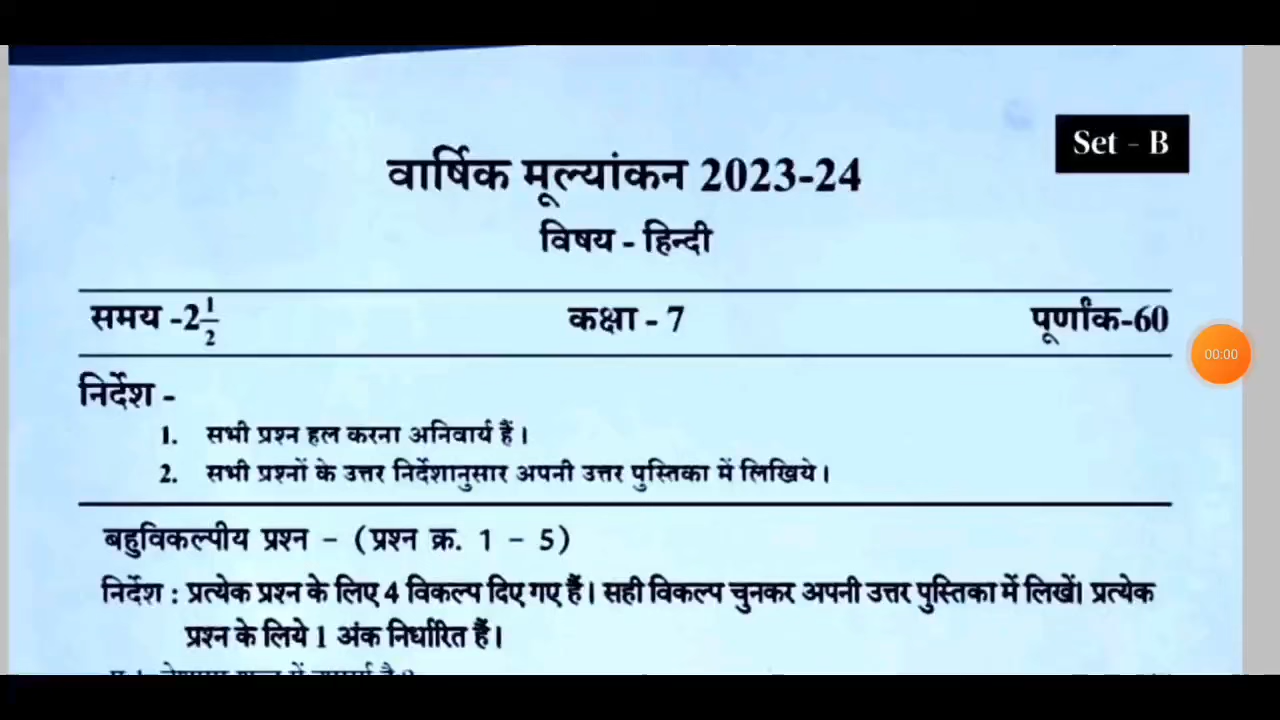 Set - B
वार्षिक मूल्यांकन 2023-24
विषय - हिन्दी
समय -2 1/2 कक्षा - 7 पूर्णांक-60
निर्देश -
1. सभी प्रश्न हल करना अनिवार्य हैं।
2. सभी प्रश्नों के उत्तर निर्देशानुसार अपनी उत्तर पुस्तिका में लिखिये।
बहुविकल्पीय प्रश्न - (प्रश्न क्र. 1 - 5)
निर्देश : प्रत्येक प्रश्न के लिए 4 विकल्प दिए गए हैं। सही विकल्प चुनकर अपनी उत्तर पुस्तिका में लिखें। प्रत्येक
प्रश्न के लिये 1 अंक निर्धारित हैं।
00:00